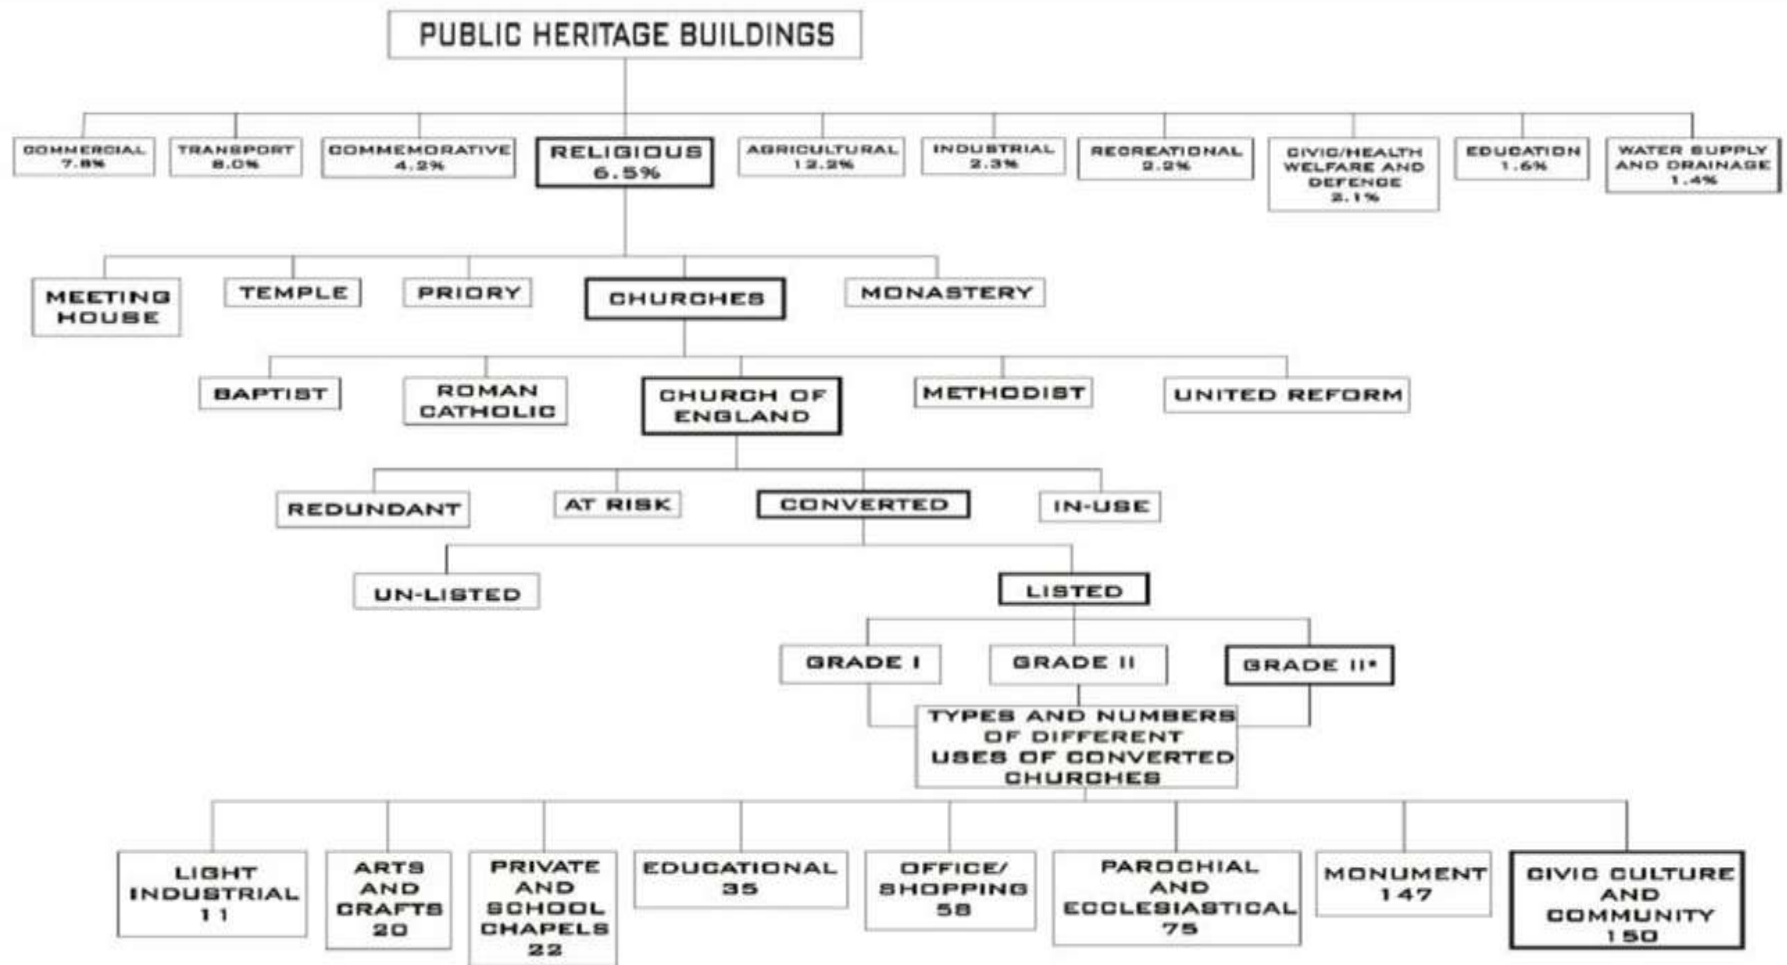 PUBLIC HERITAGE BUILDINGS
COMMERCIAL
7.8%
TRANSPORT
8.0%
COMMEMORATIVE
4.2%
RELIGIOUS
6.5%
AGRICULTURAL
12.2%
INDUSTRIAL
2.3%
RECREATIONAL
2.2%
CIVIC/HEALTH
WELFARE AND
DEFENCE
2.1%
EDUCATION
1.6%
WATER SUPPLY
AND DRAINAGE
1.4%
MEETING
HOUSE
TEMPLE
PRIORY
CHURCHES
MONASTERY
BAPTIST
ROMAN
CATHOLIC
CHURCH OF
ENGLAND
METHODIST
UNITED REFORM
REDUNDANT
AT RISK
CONVERTED
IN-USE
UN-LISTED
LISTED
GRADE I
GRADE II
GRADE II*
TYPES AND NUMBERS
OF DIFFERENT
USES OF CONVERTED
CHURCHES
LIGHT
INDUSTRIAL
11
ARTS
AND
CRAFTS
20
PRIVATE
AND
SCHOOL
CHAPELS
22
EDUCATIONAL
35
OFFICE/
SHOPPING
58
PAROCHIAL
AND
ECCLESIASTICAL
75
MONUMENT
147
CIVIC CULTURE
AND
COMMUNITY
150